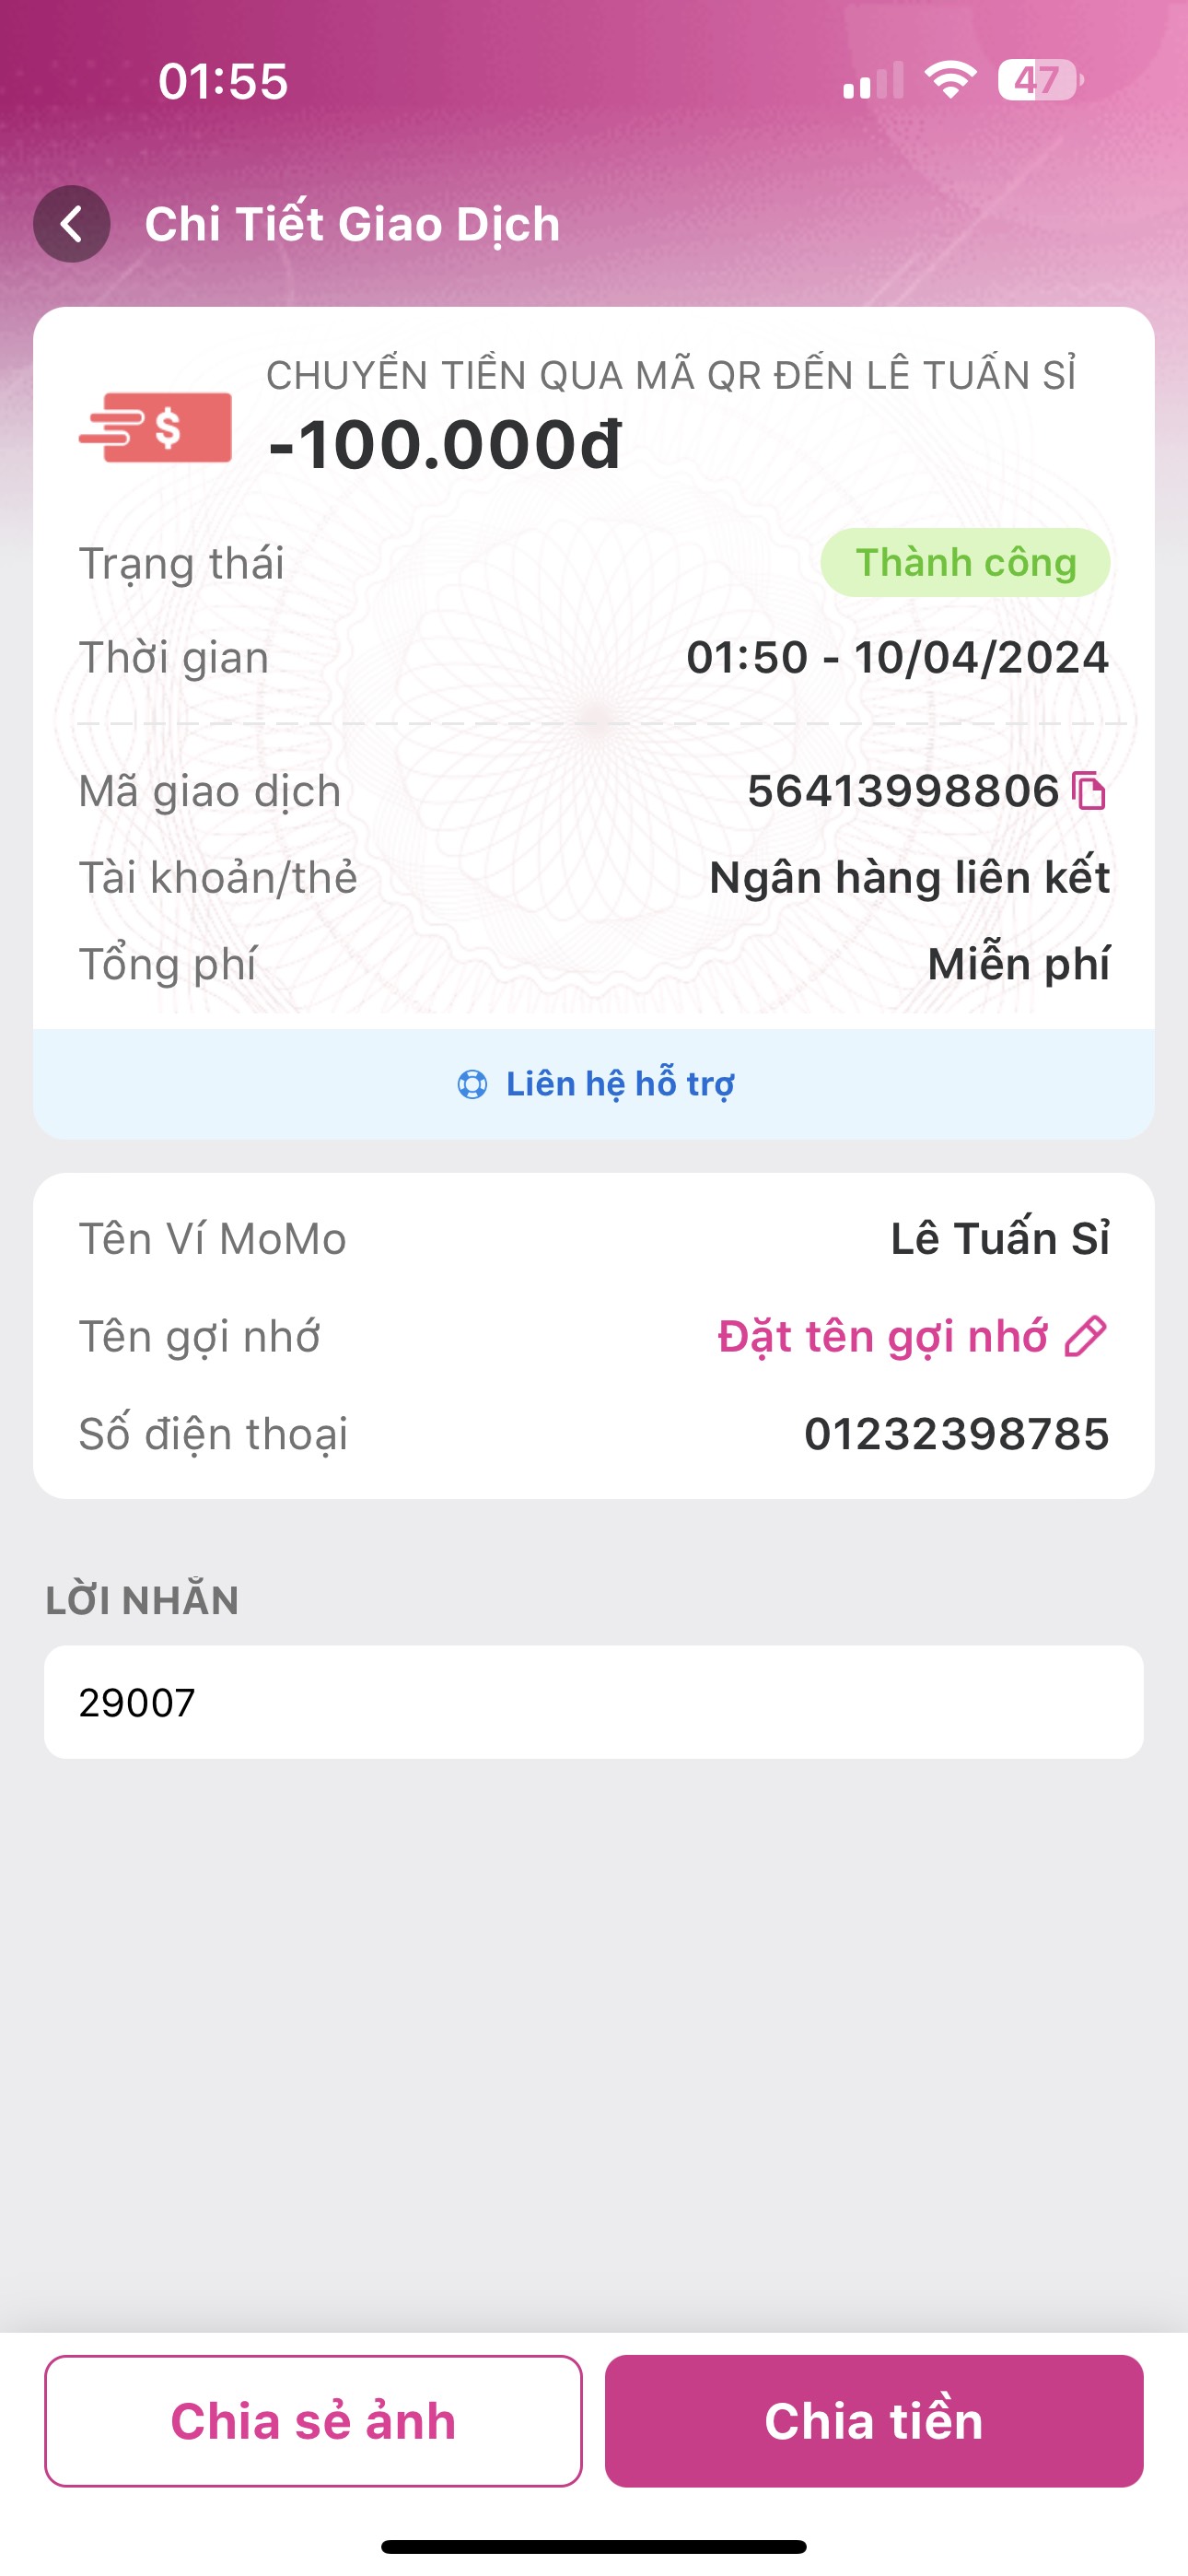 01:55
47
Chi Tiết Giao Dịch
CHUYỂN TIỀN QUA MÃ QR ĐẾN LÊ TUẤN SỈ
$
-100.000đ
Trạng thái
Thành công
Thời gian
01:50 - 10/04/2024
Mã giao dịch
56413998806
Tài khoản/thẻ
Ngân hàng liên kết
Tổng phí
Miễn phí
Liên hệ hỗ trợ
Tên Ví MoMo
Lê Tuấn Sỉ
Tên gợi nhớ
Đặt tên gợi nhớ
Số điện thoại
01232398785
LỜI NHẮN
29007
Chia sẻ ảnh
Chia tiền